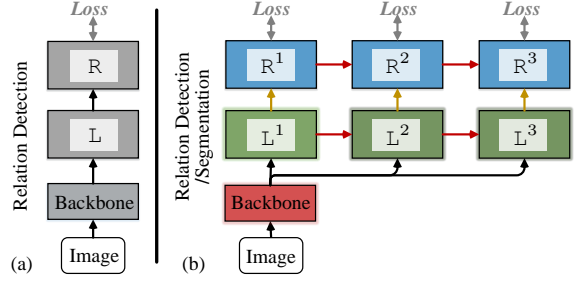 Loss
R
L
Backbone
Image
Relation Detection
(a)
Loss Loss Loss
R¹ R² R³
L¹ L² L³
Backbone
Image
Relation Detection
/Segmentation
(b)